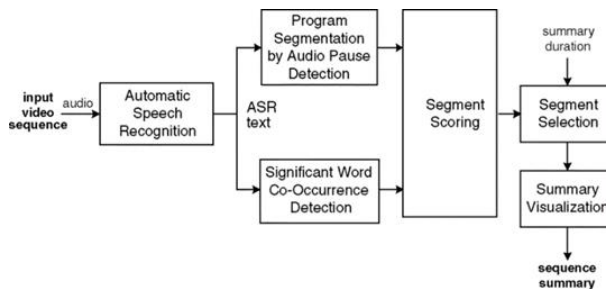 input
video
sequence
audio
Automatic
Speech
Recognition
ASR
text
Program
Segmentation
by Audio Pause
Detection
Significant Word
Co-Occurrence
Detection
Segment
Scoring
summary
duration
Segment
Selection
Summary
Visualization
sequence
summary